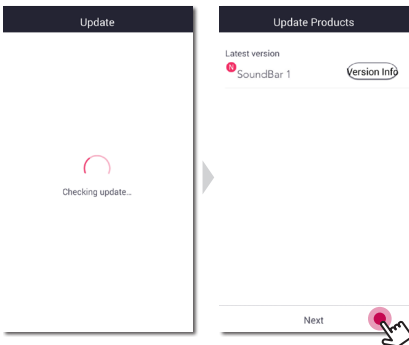 Update
Checking update...
Update Products
Latest version
N
SoundBar 1
Version Info
Next